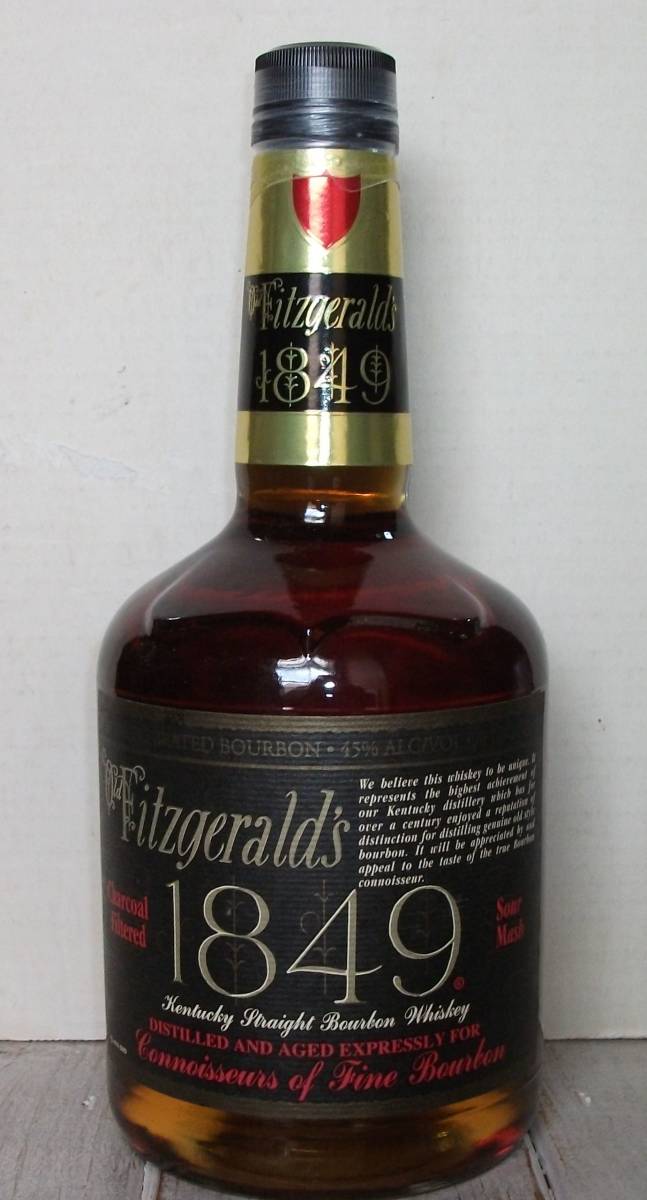 Old
Fitzgerald's
1849
BOURBON • 45% ALC/VOL
Old
Fitzgerald's
We believe this whiskey to be unique. It
represents the highest achievement of
our Kentucky distillery which has for
over a century enjoyed a reputation of
distinction for distilling genuine old style
bourbon. It will be appreciated by and
appeal to the taste of the true Bourbon
connoisseur.
Charcoal
Filtered
1849®
Sour
Mash
Kentucky Straight Bourbon Whiskey
DISTILLED AND AGED EXPRESSLY FOR
Connoisseurs of Fine Bourbon